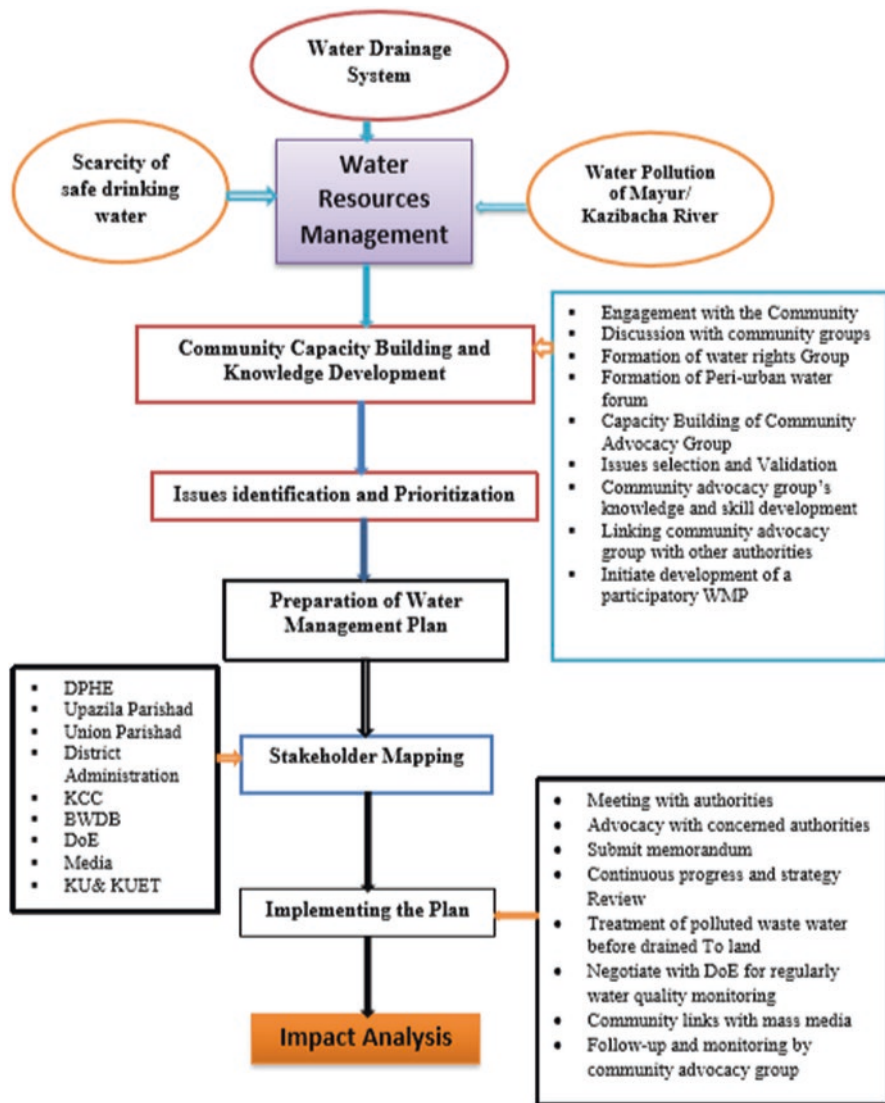 Water Drainage
System
Scarcity of
safe drinking
water
Water
Resources
Management
Water Pollution
of Mayur/
Kazibacha River
Community Capacity Building and
Knowledge Development
▪ Engagement with the Community
▪ Discussion with community groups
▪ Formation of water rights Group
▪ Formation of Peri-urban water
forum
▪ Capacity Building of Community
Advocacy Group
▪ Issues selection and Validation
▪ Community advocacy group's
knowledge and skill development
▪ Linking community advocacy
group with other authorities
▪ Initiate development of a
participatory WMP
Issues identification and Prioritization
Preparation of Water
Management Plan
▪ DPHE
▪ Upazila Parishad
▪ Union Parishad
▪ District
Administration
▪ KCC
▪ BWDB
▪ DoE
▪ Media
▪ KU& KUET
Stakeholder Mapping
Implementing the Plan
• Meeting with authorities
• Advocacy with concerned authorities
• Submit memorandum
• Continuous progress and strategy
Review
• Treatment of polluted waste water
before drained To land
• Negotiate with DoE for regularly
water quality monitoring
• Community links with mass media
• Follow-up and monitoring by
community advocacy group
Impact Analysis